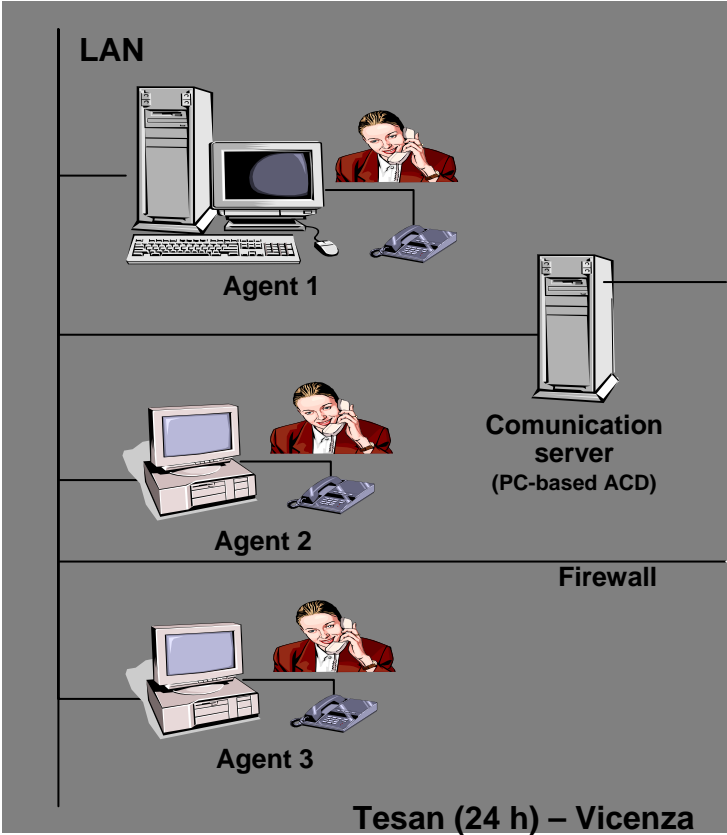 LAN
Agent 1
Comunication
server
(PC-based ACD)
Agent 2
Firewall
Agent 3
Tesan (24 h) – Vicenza